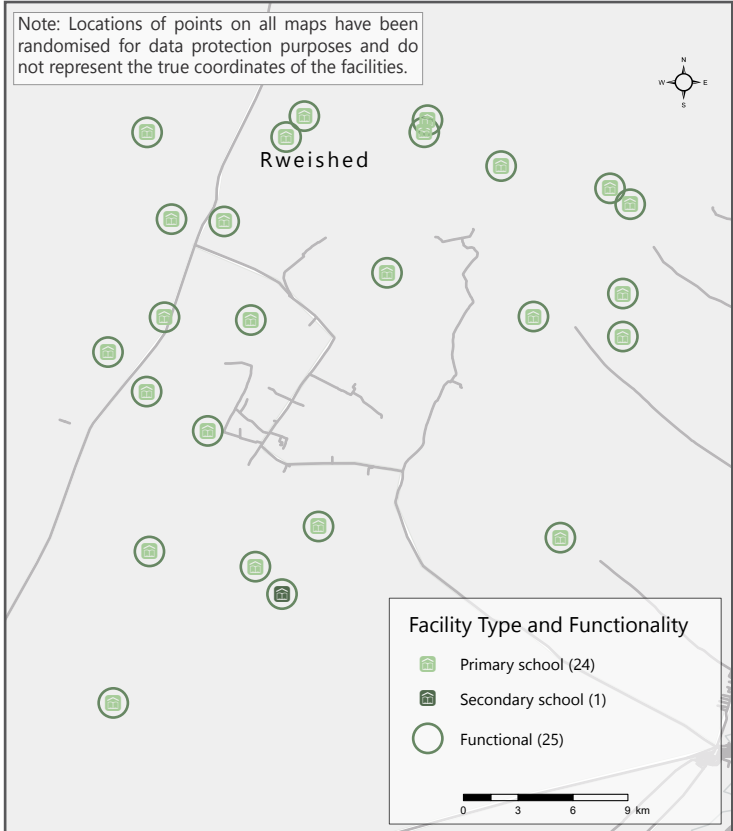 Note: Locations of points on all maps have been
randomised for data protection purposes and do
not represent the true coordinates of the facilities.
N
W E
S
Rweished
Facility Type and Functionality
Primary school (24)
Secondary school (1)
Functional (25)
0 3 6 9 km